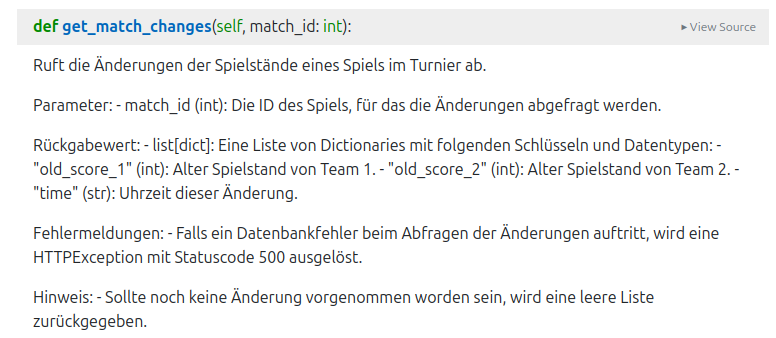 def get_match_changes(self, match_id: int):
▸ View Source
Ruft die Änderungen der Spielstände eines Spiels im Turnier ab.
Parameter: - match_id (int): Die ID des Spiels, für das die Änderungen abgefragt werden.
Rückgabewert: - list[dict]: Eine Liste von Dictionaries mit folgenden Schlüsseln und Datentypen: -
"old_score_1" (int): Alter Spielstand von Team 1. - "old_score_2" (int): Alter Spielstand von Team 2. -
"time" (str): Uhrzeit dieser Änderung.
Fehlermeldungen: - Falls ein Datenbankfehler beim Abfragen der Änderungen auftritt, wird eine
HTTPException mit Statuscode 500 ausgelöst.
Hinweis: - Sollte noch keine Änderung vorgenommen worden sein, wird eine leere Liste
zurückgegeben.